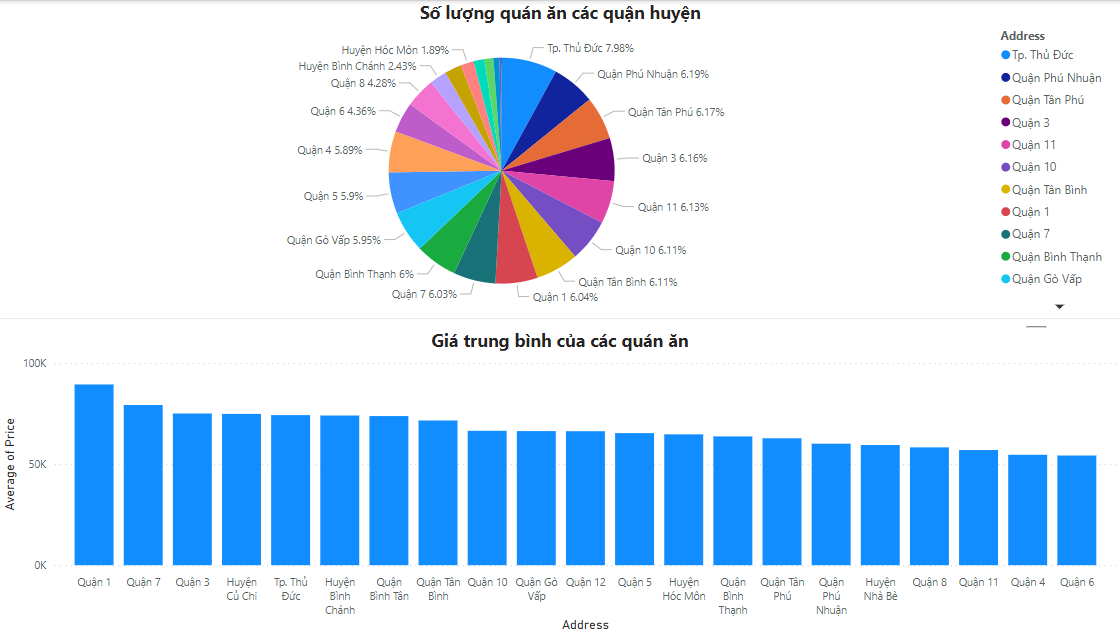 Số lượng quán ăn các quận huyện
Tp. Thủ Đức 7.98%
Quận Phú Nhuận 6.19%
Quận Tân Phú 6.17%
Quận 3 6.16%
Quận 11 6.13%
Quận 10 6.11%
Quận Tân Bình 6.11%
Quận 1 6.04%
Quận 7 6.03%
Quận Bình Thạnh 6%
Quận Gò Vấp 5.95%
Quận 5 5.9%
Quận 4 5.89%
Quận 6 4.36%
Quận 8 4.28%
Huyện Bình Chánh 2.43%
Huyện Hóc Môn 1.89%
Address
Tp. Thủ Đức
Quận Phú Nhuận
Quận Tân Phú
Quận 3
Quận 11
Quận 10
Quận Tân Bình
Quận 1
Quận 7
Quận Bình Thạnh
Quận Gò Vấp
Giá trung bình của các quán ăn
Average of Price
100K
50K
0K
Quận 1
Quận 7
Quận 3
Huyện
Củ Chi
Tp. Thủ
Đức
Huyện
Bình
Chánh
Quận
Bình Tân
Quận Tân
Bình
Quận 10
Quận Gò
Vấp
Quận 12
Quận 5
Huyện
Hóc Môn
Quận
Bình
Thạnh
Quận Tân
Phú
Quận
Phú
Nhuận
Huyện
Nhà Bè
Quận 8
Quận 11
Quận 4
Quận 6
Address